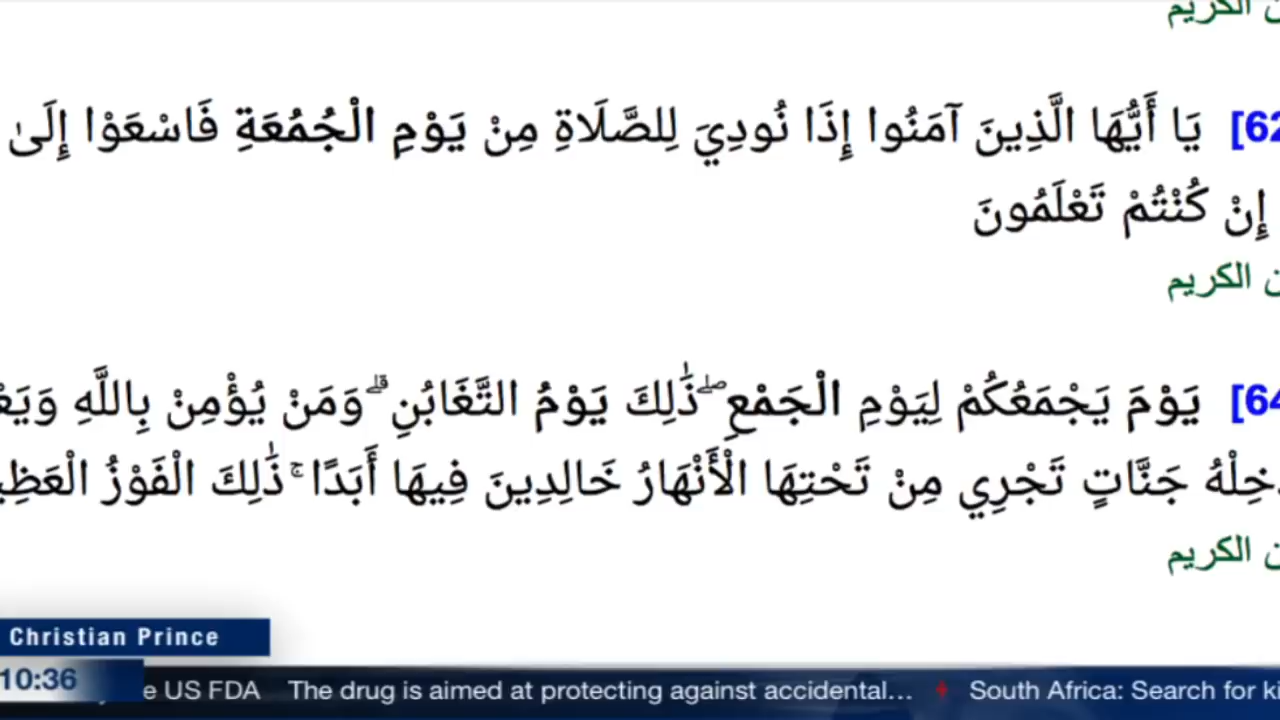 ن الكريم
[62 يَا أَيُّهَا الَّذِينَ آمَنُوا إِذَا نُودِيَ لِلصَّلَاةِ مِنْ يَوْمِ الْجُمُعَةِ فَاسْعَوْا إِلَىٰ
إِنْ كُنْتُمْ تَعْلَمُونَ
ن الكريم
[64 يَوْمَ يَجْمَعُكُمْ لِيَوْمِ الْجَمْعِ ۖ ذَٰلِكَ يَوْمُ التَّغَابُنِ ۗ وَمَنْ يُؤْمِنْ بِاللَّهِ
جَنَّاتٍ تَجْرِي مِنْ تَحْتِهَا الْأَنْهَارُ خَالِدِينَ فِيهَا أَبَدًا ۚ ذَٰلِكَ الْفَوْزُ
ن الكريم
Christian Prince
10:36
e US FDA The drug is aimed at protecting against accidental... South Africa: Search for ki